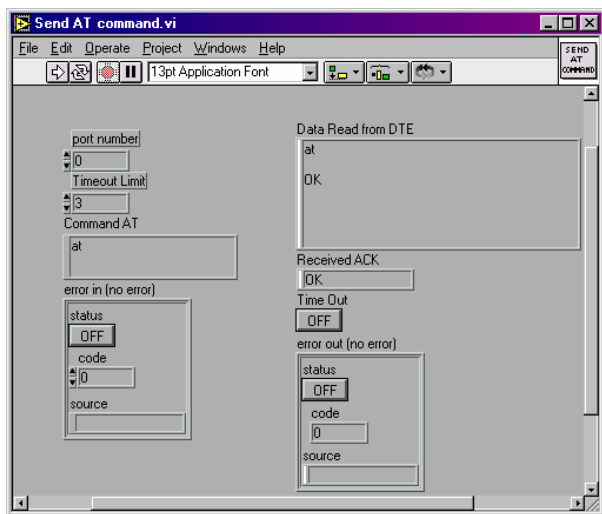 Send AT command.vi
File Edit Operate Project Windows Help
SEND
AT
COMMAND
13pt Application Font
port number
0
Timeout Limit
3
Command AT
at
error in (no error)
status
OFF
code
0
source
Data Read from DTE
at
OK
Received ACK
OK
Time Out
OFF
error out (no error)
status
OFF
code
0
source